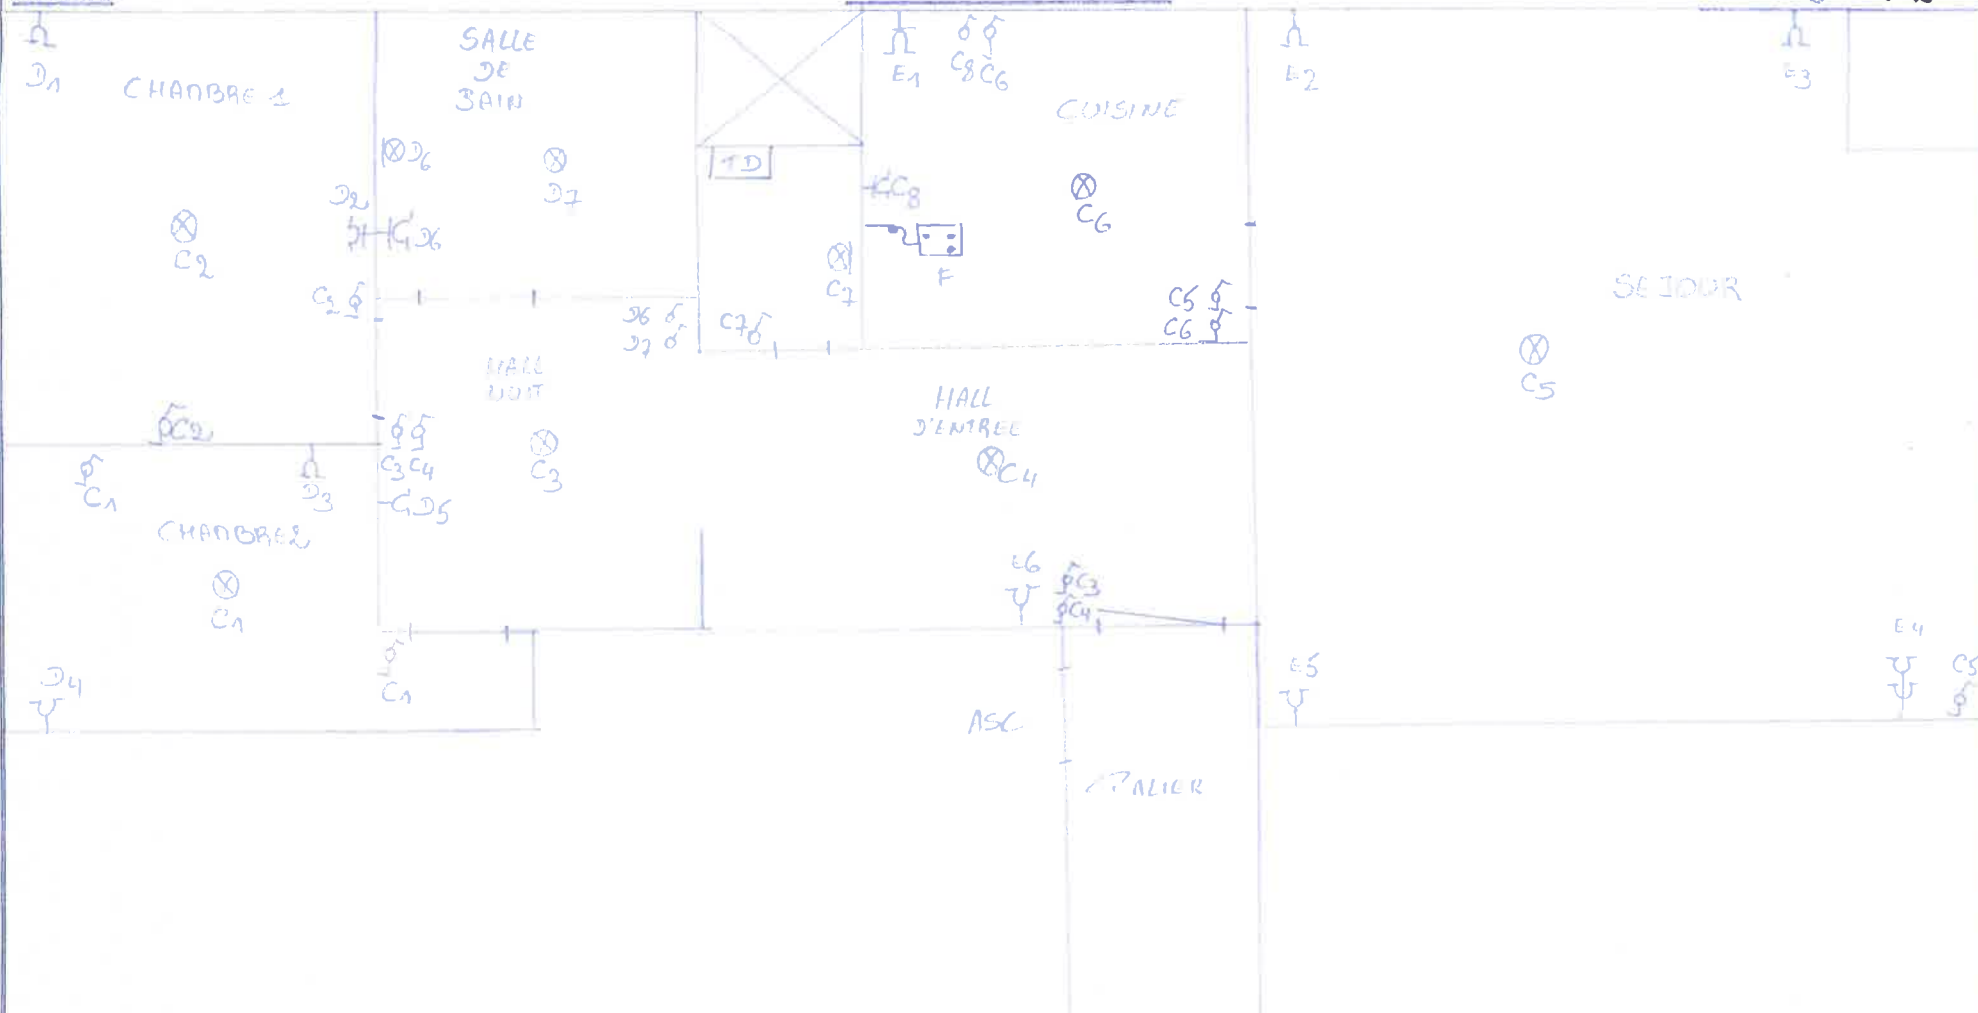 D1
CHAMBRE 1
SALLE
DE
BAIN
E1
C8 C6
CUISINE
E2
E3
D6
D7
TD
C8
C6
D2
D6
C2
C7
F
C2
D6
D7
C7
C5
C6
SEJOUR
C5
HALL
NUIT
HALL
D'ENTREE
C2
C1
D3
C3 C4
C3
C4
D5
CHAMBRE2
C1
E6
C3
C4
D4
C1
E5
E4
C5
ASC
PALIER